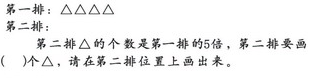 第一排：△△△△
第二排：
第二排△的个数是第一排的5倍，第二排要画
(  )个△，请在第二排位置上画出来。